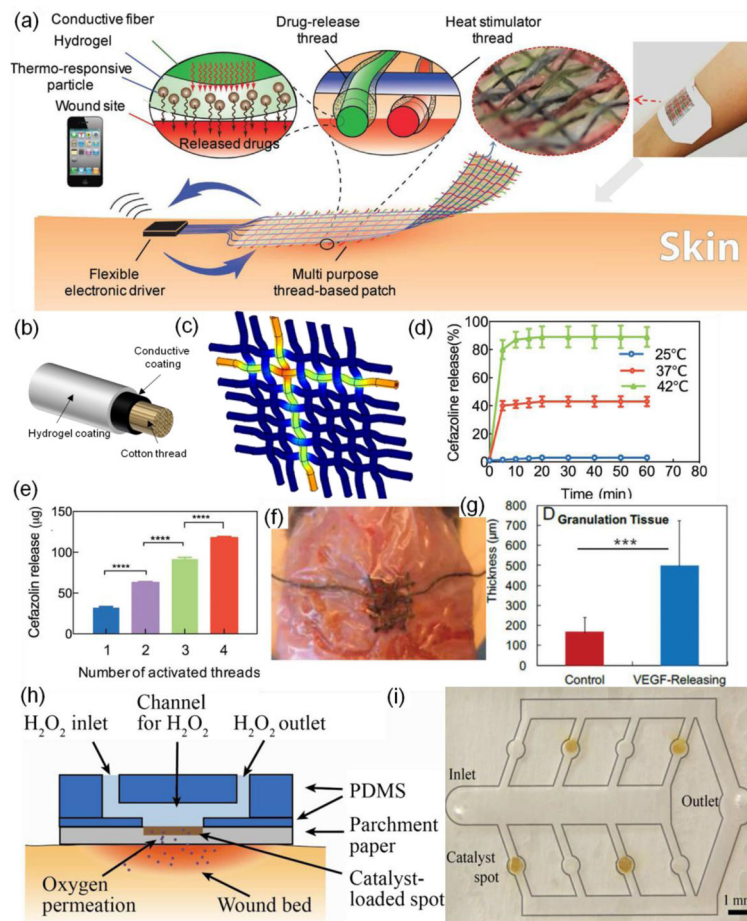 (a)
Conductive fiber
Hydrogel
Thermo-responsive
particle
Wound site
Released drugs
Drug-release
thread
Heat stimulator
thread
Flexible
electronic driver
Multi purpose
thread-based patch
Skin
(b)
Conductive
coating
Hydrogel coating
Cotton thread
(c)
(d)
Cefazoline release(%)
100
80
60
40
20
0
0 10 20 30 40 50 60 70 80
Time (min)
25°C
37°C
42°C
(e)
Cefazolin release (µg)
150
100
50
****
****
****
1 2 3 4
Number of activated threads
(f)
(g)
D Granulation Tissue
Thickness (µm)
800
700
600
500
400
300
200
100
0
***
Control VEGF-Releasing
(h)
H₂O₂ inlet
Channel
for H₂O₂
H₂O₂ outlet
PDMS
Parchment
paper
Catalyst-
loaded spot
Wound bed
Oxygen
permeation
(i)
Inlet
Outlet
Catalyst
spot
1 mm